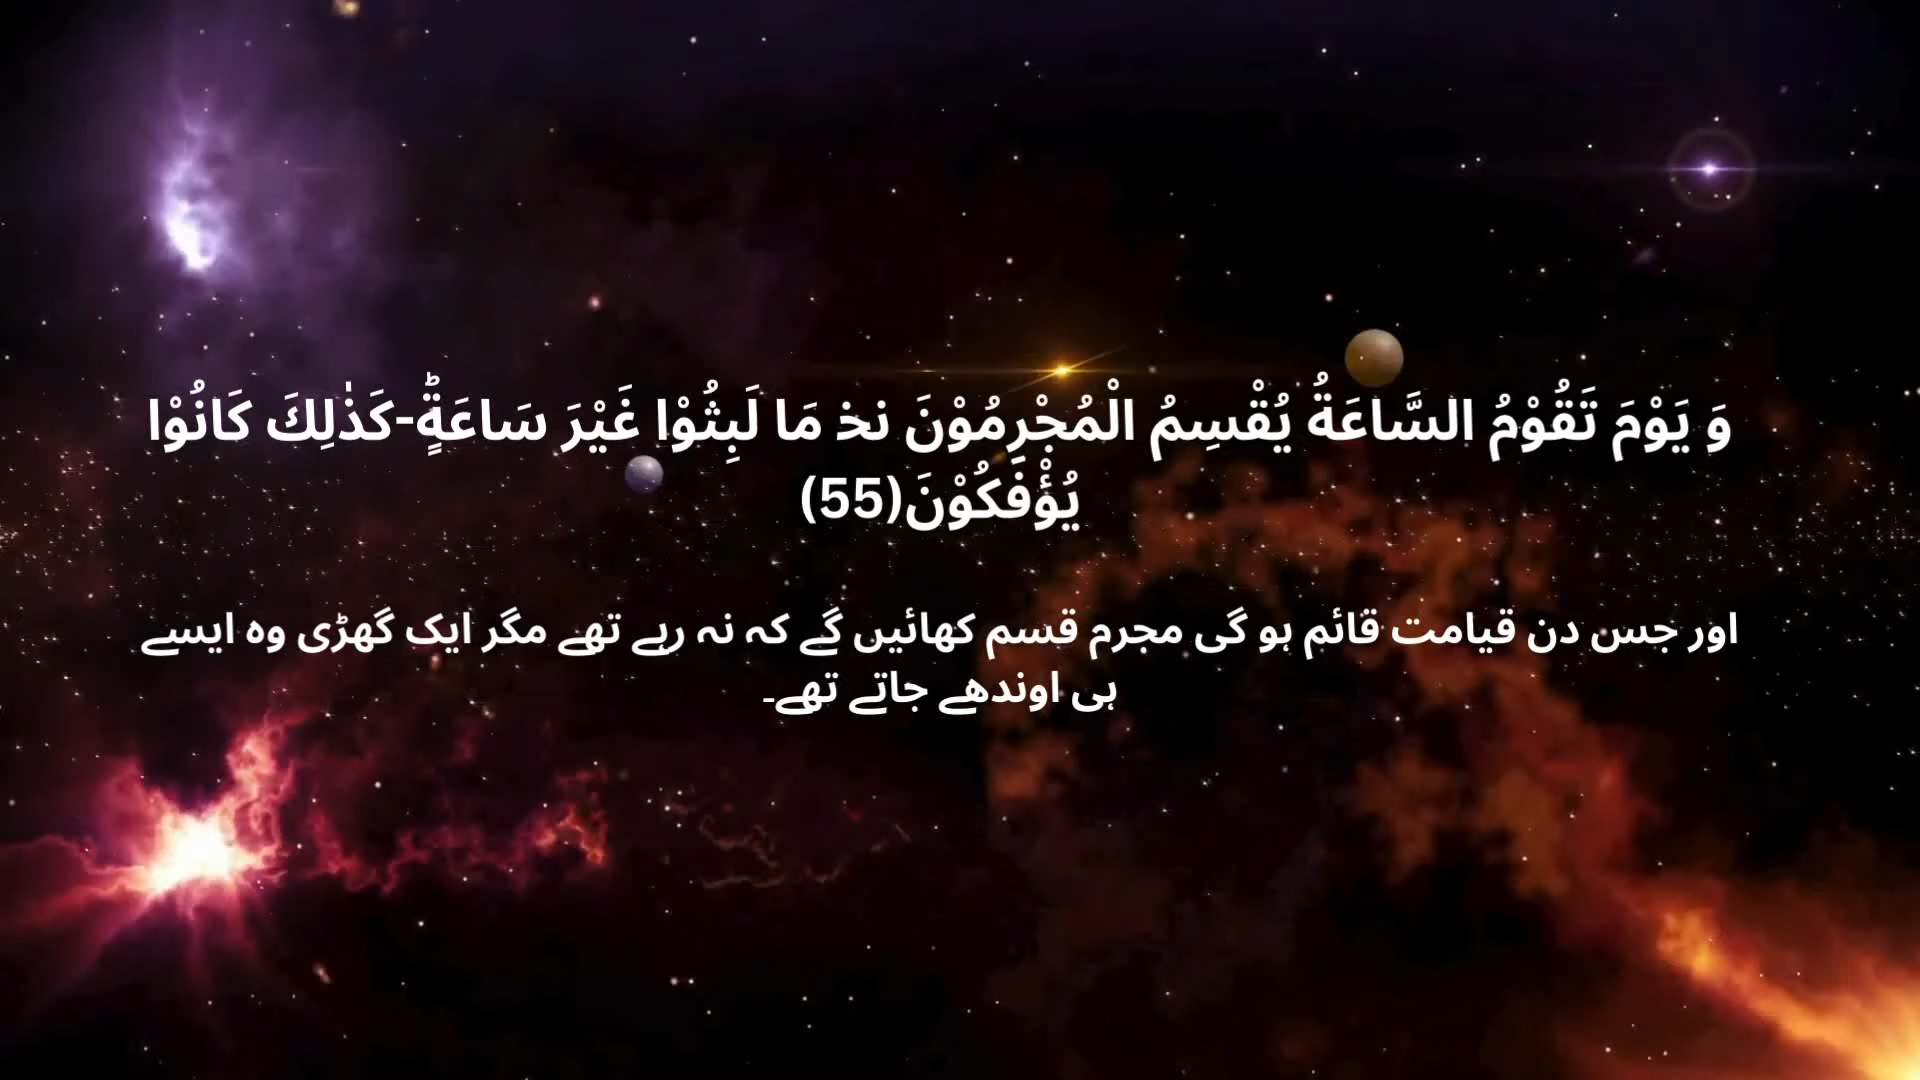 وَ یَوْمَ تَقُوْمُ السَّاعَةُ یُقْسِمُ الْمُجْرِمُوْنَ نخ مَا لَبِثُوْا غَیْرَ سَاعَةٍؕ-كَذٰلِكَ كَانُوْا
یُؤْفَكُوْنَ(55)
اور جس دن قیامت قائم ہو گی مجرم قسم کھائیں گے کہ نہ رہے تھے مگر ایک گھڑی وہ ایسے
ہی اوندھے جاتے تھے۔